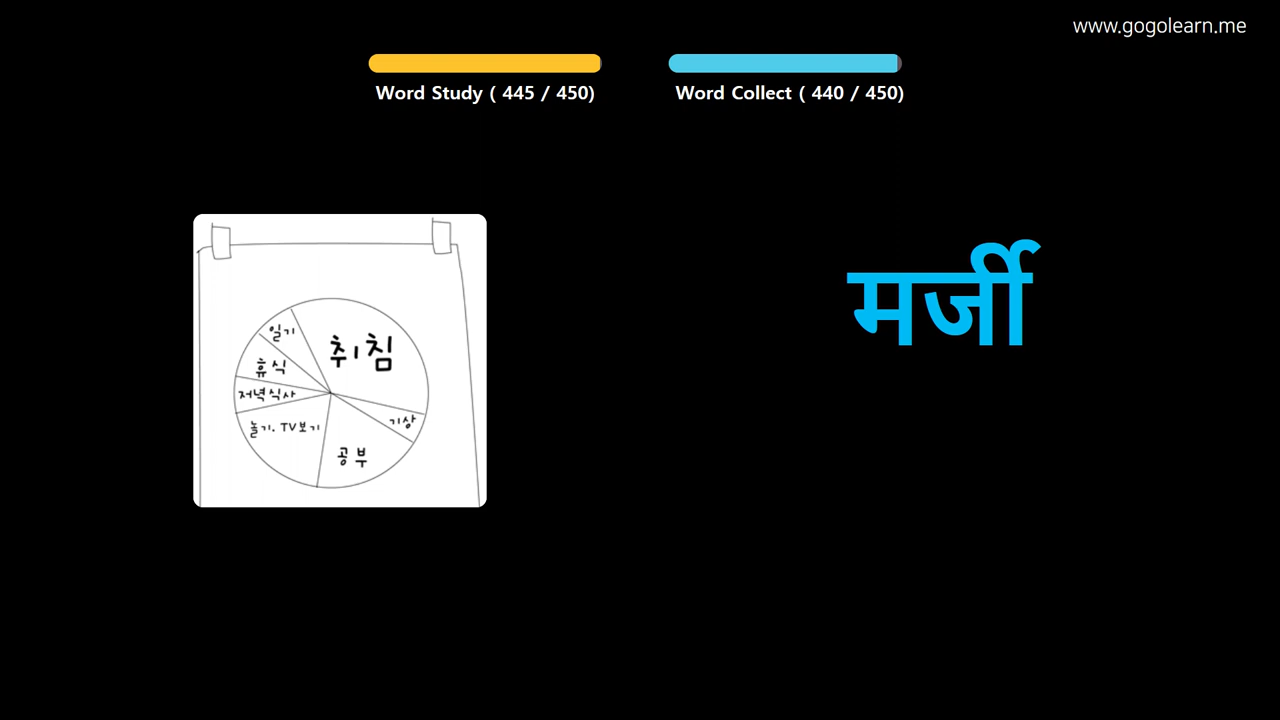 www.gogolearn.me
Word Study ( 445 / 450)
Word Collect ( 440 / 450)
मर्जी
일기
취침
휴식
저녁식사
기상
놀기. TV보기
공부